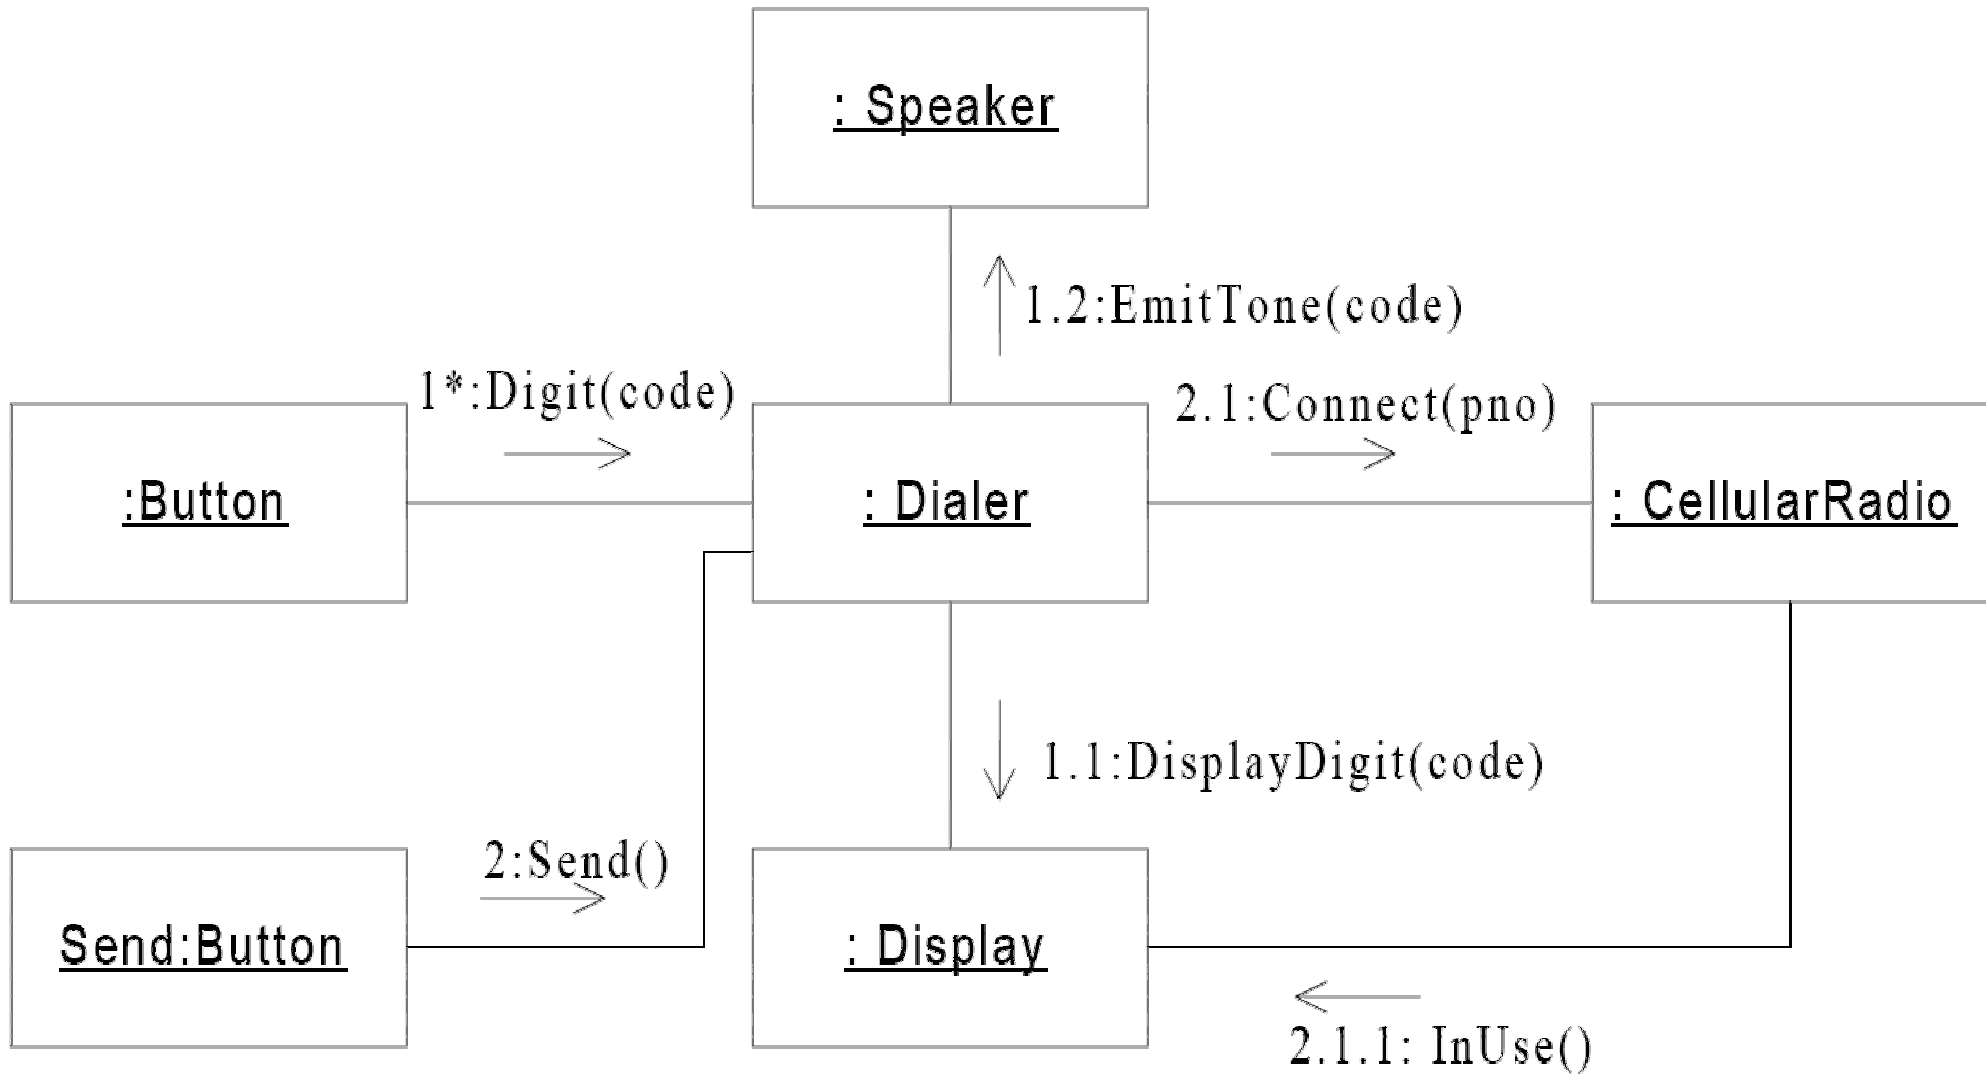 : Speaker
1.2:EmitTone(code)
1*:Digit(code)
2.1:Connect(pno)
:Button
: Dialer
: CellularRadio
1.1:DisplayDigit(code)
2:Send()
Send:Button
: Display
2.1.1: InUse()